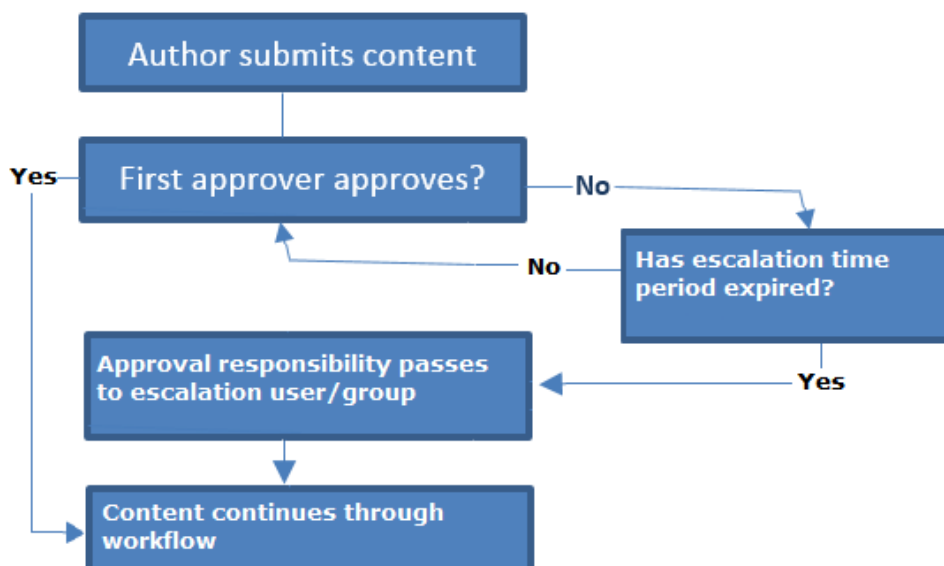 Author submits content
Yes
First approver approves?
No
No
Has escalation time
period expired?
Approval responsibility passes
to escalation user/group
Yes
Content continues through
workflow